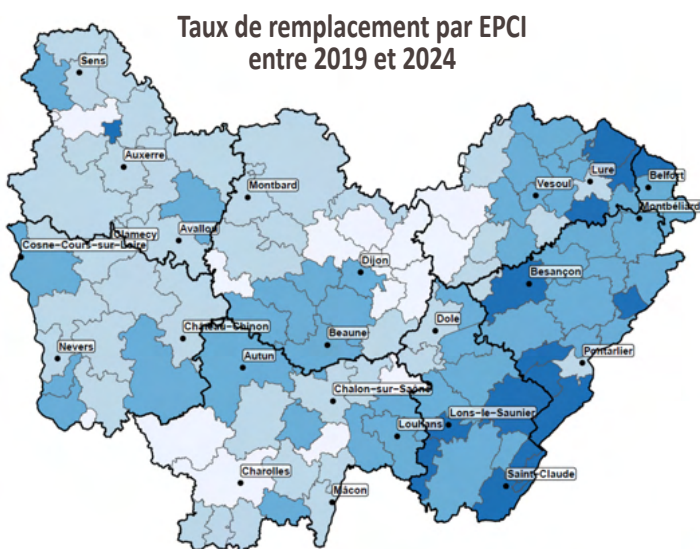 Taux de remplacement par EPCI
entre 2019 et 2024
Sens
Auxerre
Montbard
Lure
Vesoul
Belfort
Montbéliard
Clamecy
Avallon
Cosne-Cours-sur-Loire
Dijon
Besançon
Dole
Château-Chinon
Beaune
Nevers
Autun
Pontarlier
Chalon-sur-Saône
Lons-le-Saunier
Louhans
Charolles
Saint-Claude
Mâcon